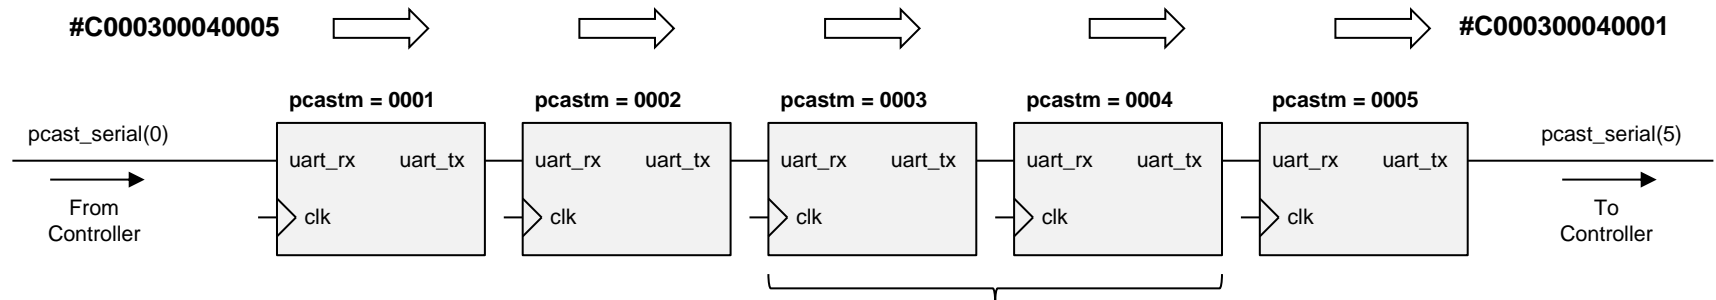 #C000300040005
#C000300040001
pcastm = 0001
pcastm = 0002
pcastm = 0003
pcastm = 0004
pcastm = 0005
pcast_serial(0)
pcast_serial(5)
uart_rx uart_tx
uart_rx uart_tx
uart_rx uart_tx
uart_rx uart_tx
uart_rx uart_tx
From
Controller
clk
clk
clk
clk
clk
To
Controller